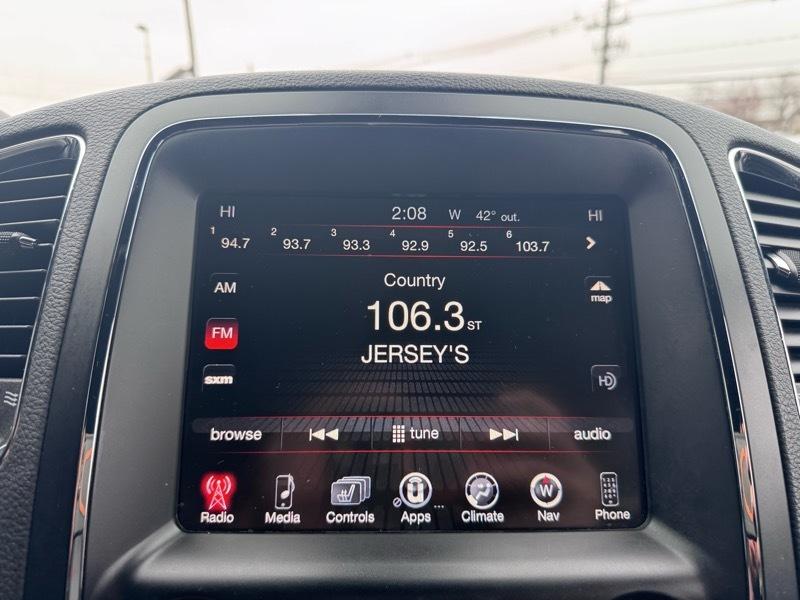 HI 2:08 W 42° out. HI
1 94.7 2 93.7 3 93.3 4 92.9 5 92.5 6 103.7
AM Country map
FM 106.3 ST
JERSEY'S
sxm HD
browse tune audio
Radio Media Controls Apps ... Climate Nav Phone
W